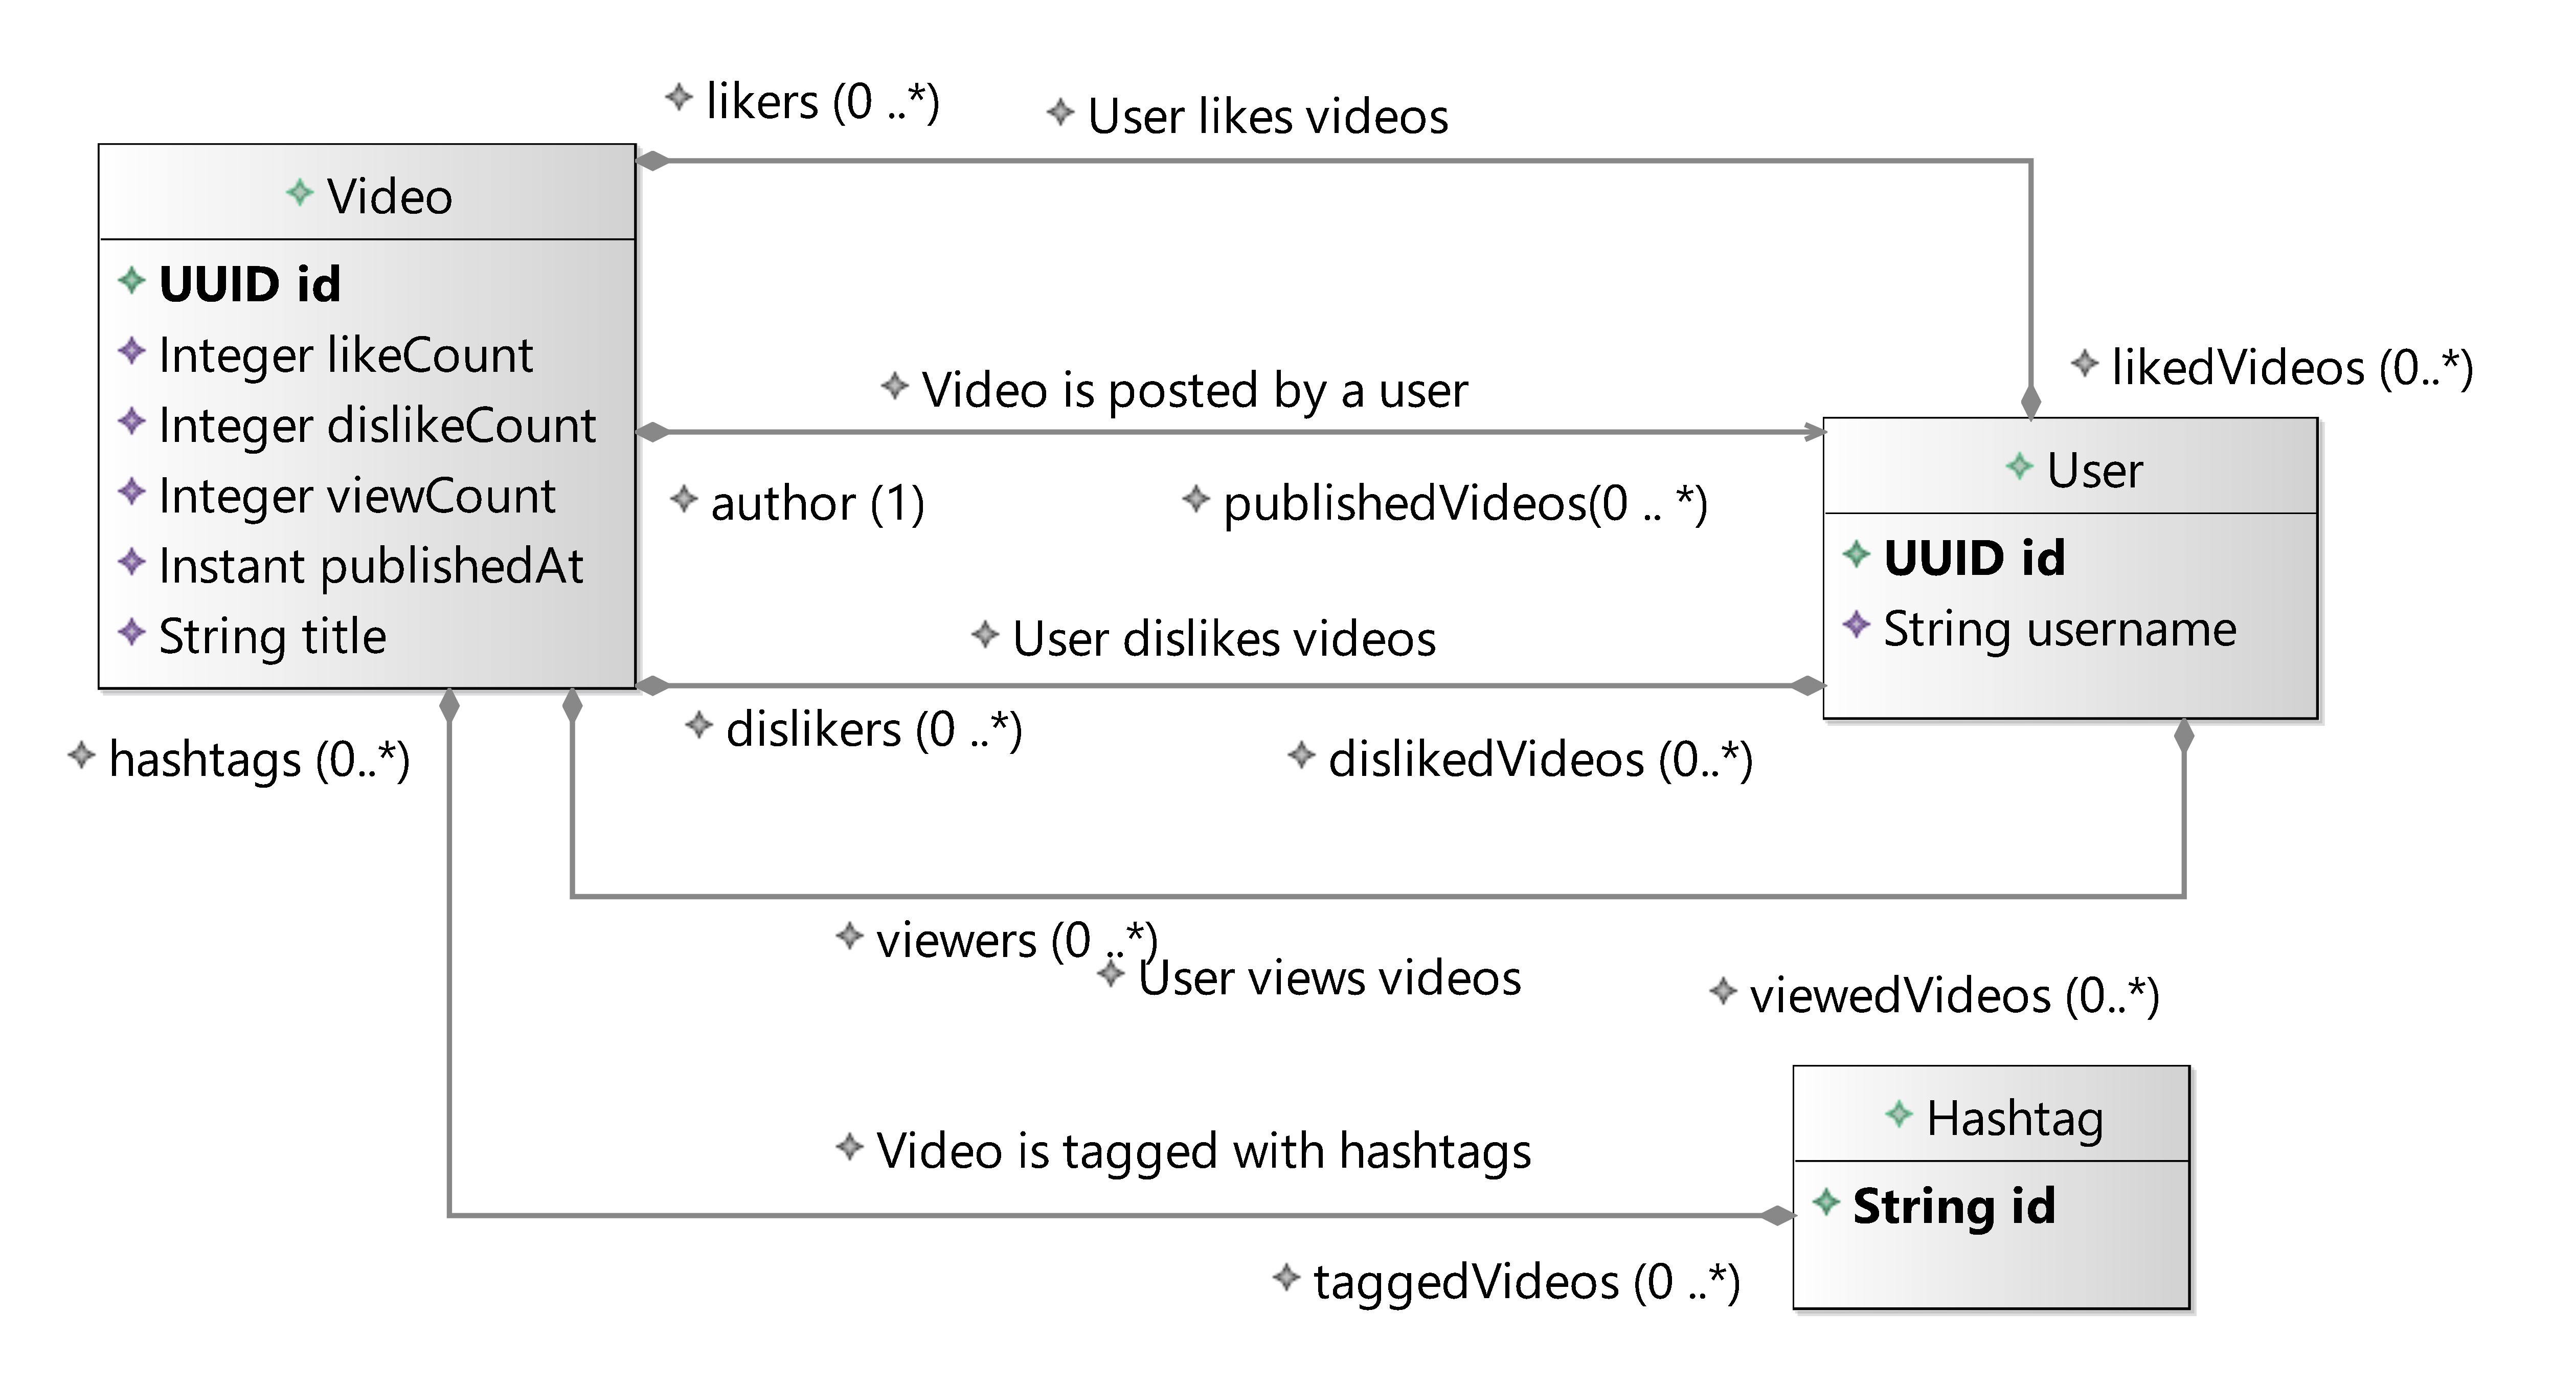 likers (0 ..*)
User likes videos
Video
UUID id
Integer likeCount
Integer dislikeCount
Integer viewCount
Instant publishedAt
String title
likedVideos (0..*)
Video is posted by a user
author (1)
publishedVideos(0 .. *)
User
UUID id
String username
User dislikes videos
dislikers (0 ..*)
dislikedVideos (0..*)
hashtags (0..*)
viewers (0 ..*)
User views videos
viewedVideos (0..*)
Video is tagged with hashtags
Hashtag
String id
taggedVideos (0 ..*)